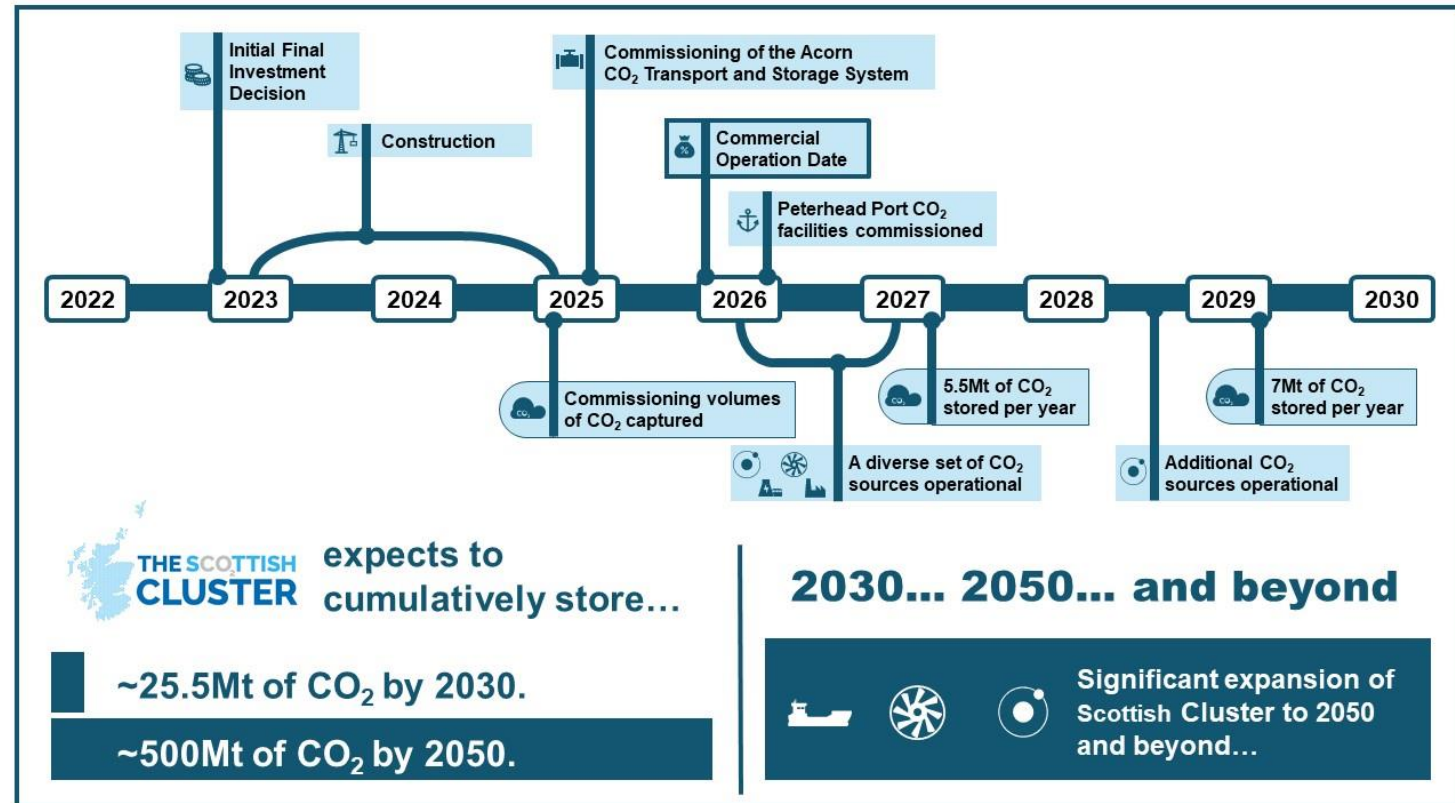 Initial Final
Investment
Decision
Construction
Commissioning of the Acorn
CO₂ Transport and Storage System
%
Commercial
Operation Date
Peterhead Port CO₂
facilities commissioned
2022
2023
2024
2025
2026
2027
2028
2029
2030
CO₂
Commissioning volumes
of CO₂ captured
A diverse set of CO₂
sources operational
CO₂
5.5Mt of CO₂
stored per year
Additional CO₂
sources operational
CO₂
7Mt of CO₂
stored per year
THE SCO₂TTISH
CLUSTER
expects to
cumulatively store…
~25.5Mt of CO₂ by 2030.
~500Mt of CO₂ by 2050.
2030… 2050… and beyond
Significant expansion of
Scottish Cluster to 2050
and beyond…